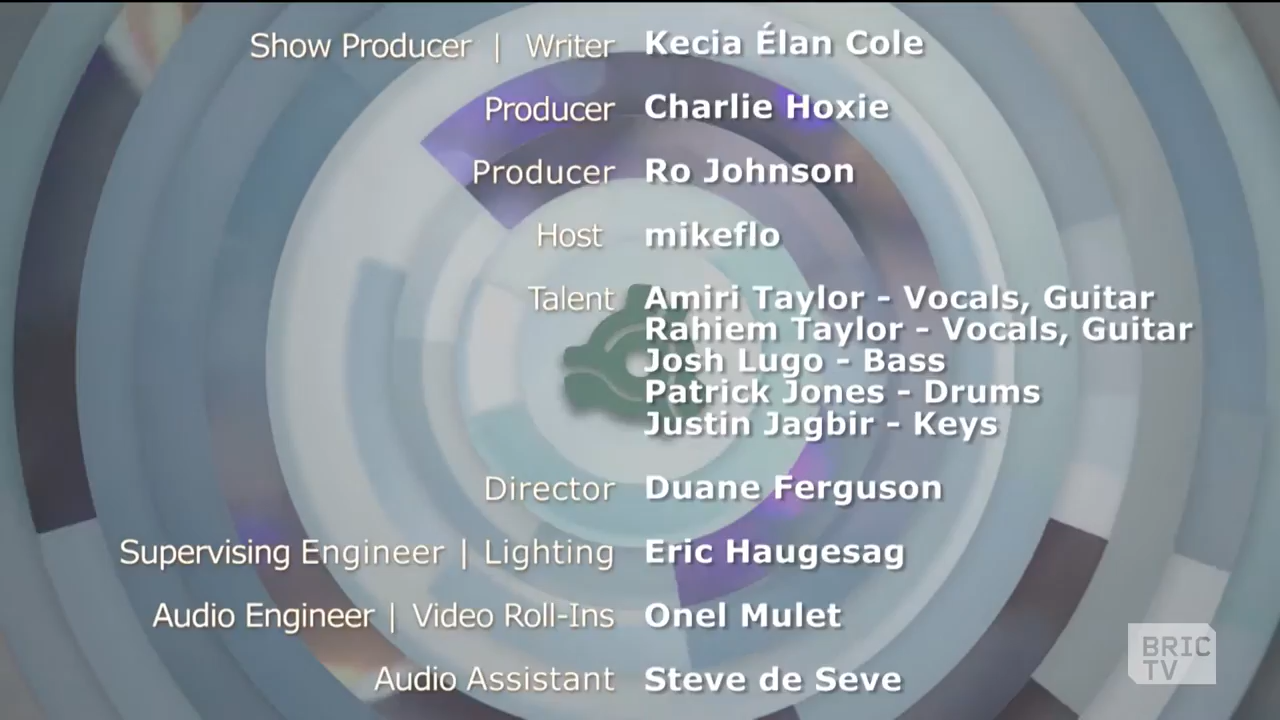 Show Producer | Writer Kecia Élan Cole
Producer Charlie Hoxie
Producer Ro Johnson
Host mikeflo
Talent Amiri Taylor - Vocals, Guitar
Rahiem Taylor - Vocals, Guitar
Josh Lugo - Bass
Patrick Jones - Drums
Justin Jagbir - Keys
Director Duane Ferguson
Supervising Engineer | Lighting Eric Haugesag
Audio Engineer | Video Roll-Ins Onel Mulet
Audio Assistant Steve de Seve
BRIC
TV